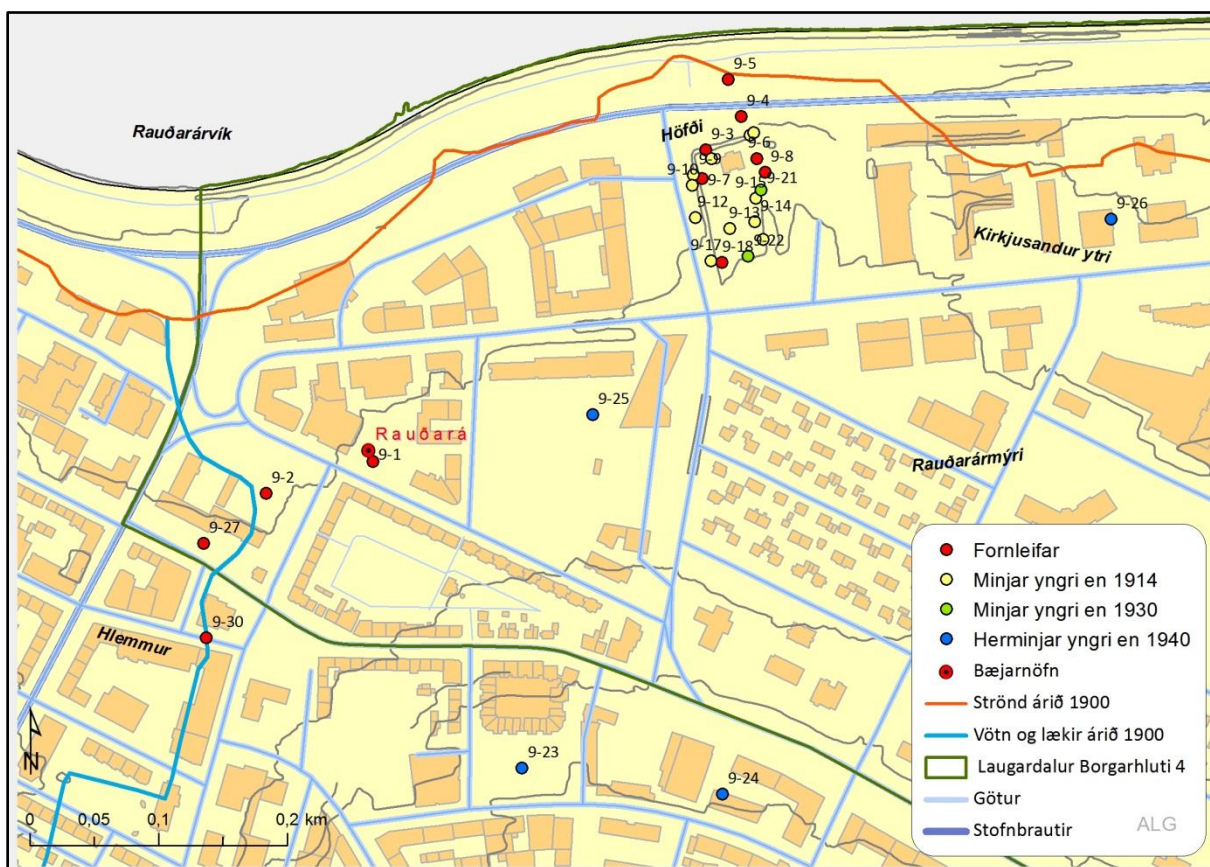 9-5
Rauðarárvík
9-4
Höfði
9-3
9-6
9-9
9-8
9-10
9-7
9-21
9-15
9-12
9-14
9-13
9-26
9-22
9-17
9-18
Kirkjusandur ytri
9-25
Rauðará
9-1
Rauðarármýri
9-2
9-27
9-30
Hlemmur
9-23
9-24
Fornleifar
Minjar yngri en 1914
Minjar yngri en 1930
Herminjar yngri en 1940
Bæjarnöfn
Strönd árið 1900
Vötn og lækir árið 1900
Laugardalur Borgarhluti 4
Götur
Stofnbrautir
ALG
N
0 0,05 0,1 0,2 km